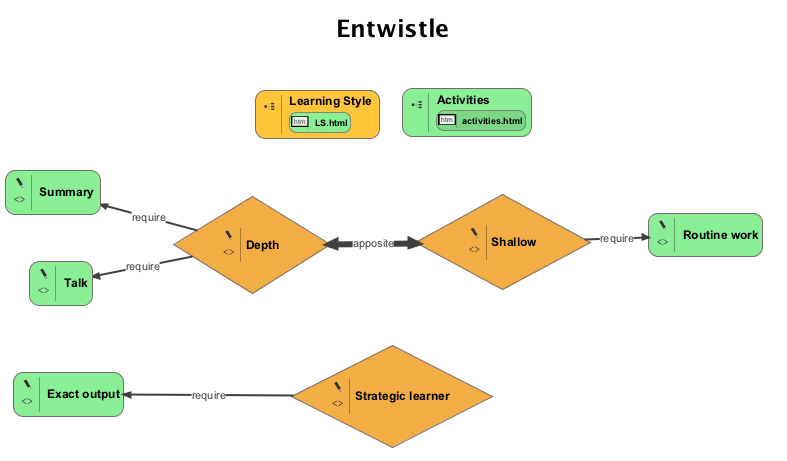 Entwistle
Learning Style
htm LS.html
Activities
htm activities.html
<> Summary
require
<> Depth
apposite
<> Shallow
require
<> Routine work
require
<> Talk
<> Exact output
require
<> Strategic learner